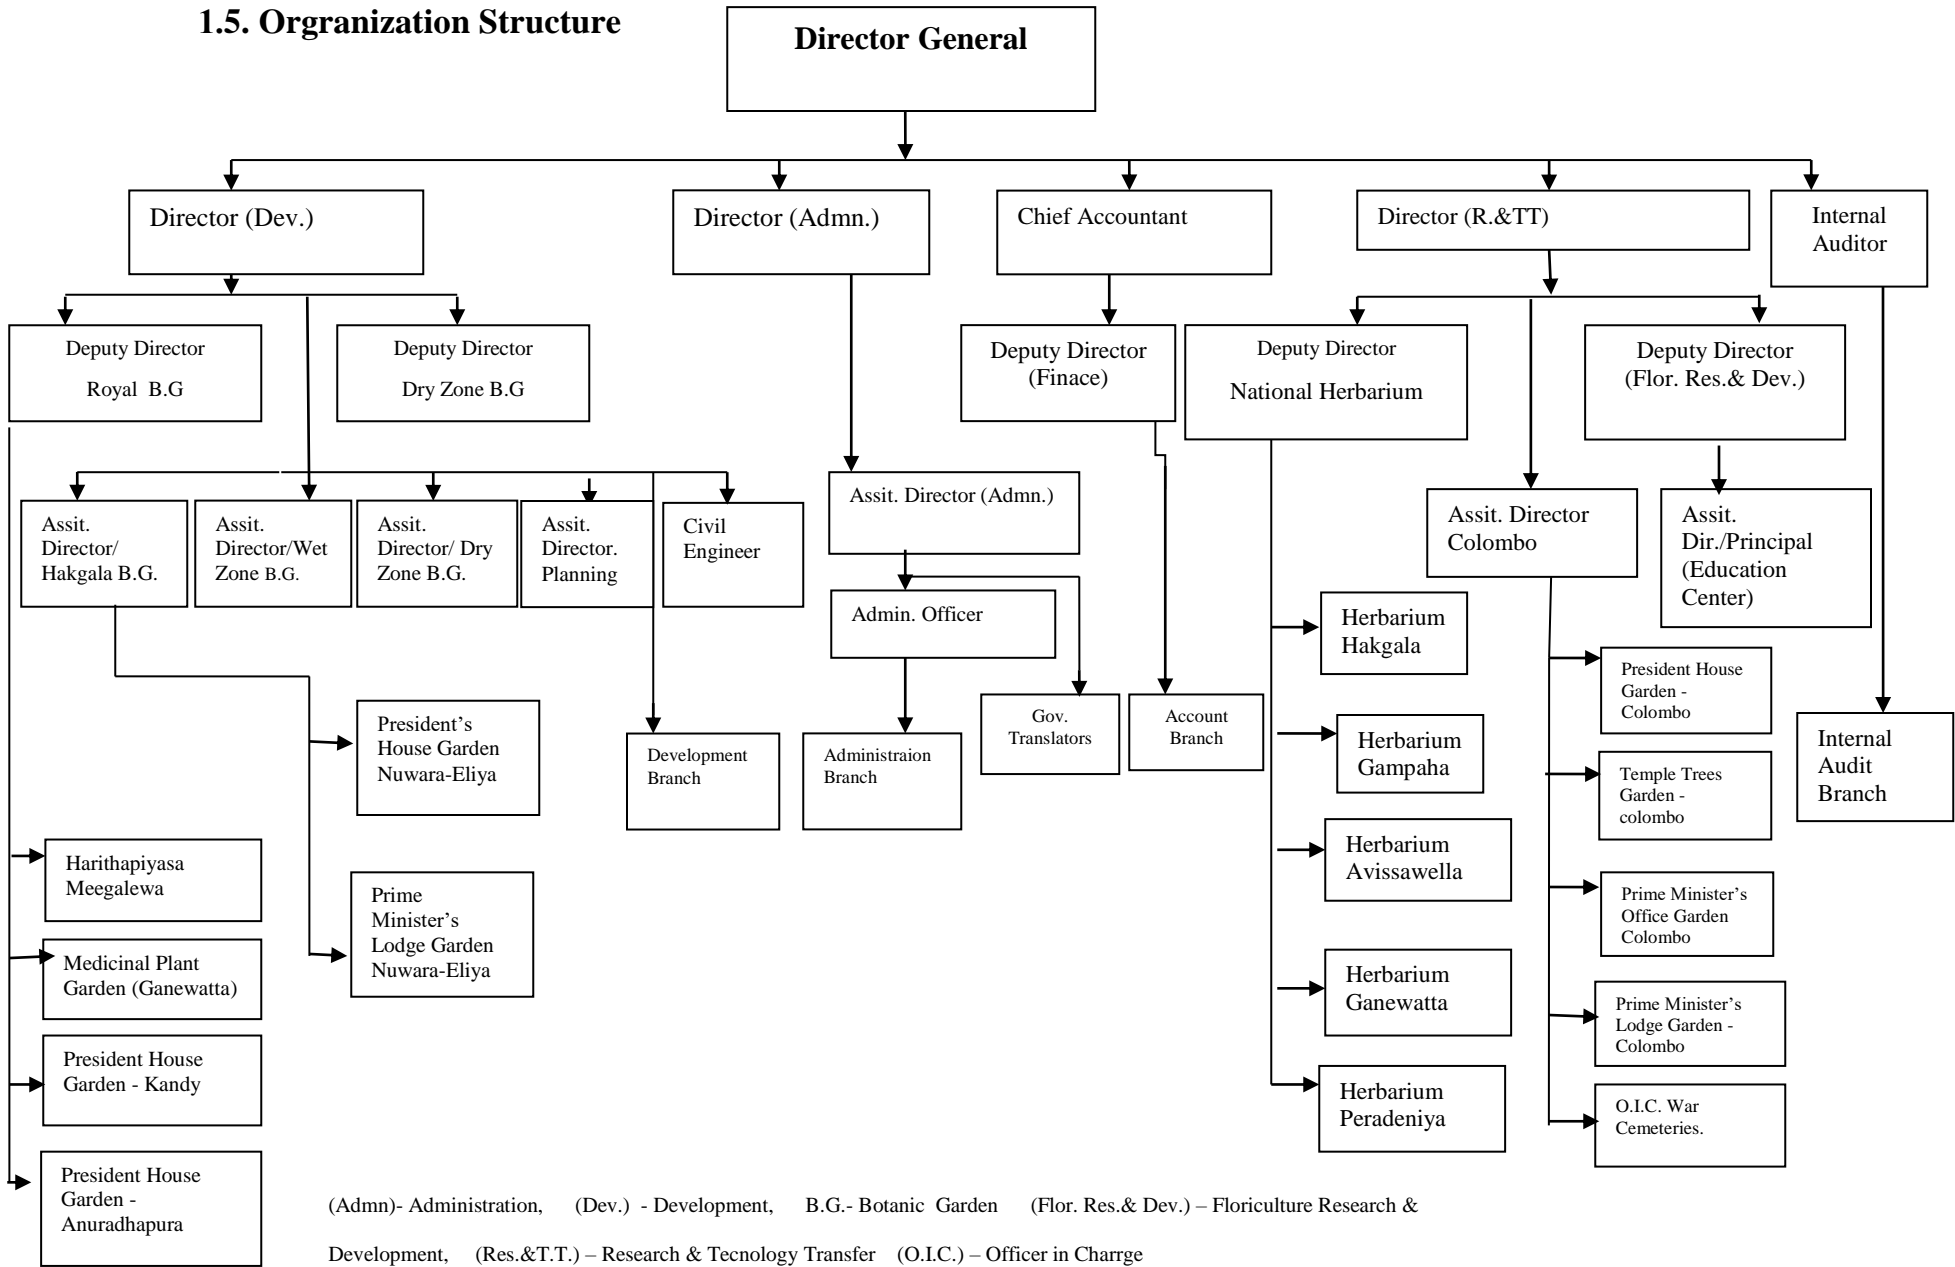 1.5. Orgranization Structure
Director General
Director (Dev.)
Director (Admn.)
Chief Accountant
Director (R.&TT)
Internal
Auditor
Deputy Director
Royal B.G
Deputy Director
Dry Zone B.G
Deputy Director
(Finace)
Deputy Director
National Herbarium
Deputy Director
(Flor. Res.& Dev.)
Assit.
Director/
Hakgala B.G.
Assit.
Director/Wet
Zone B.G.
Assit.
Director/ Dry
Zone B.G.
Assit.
Director.
Planning
Civil
Engineer
Assit. Director (Admn.)
Assit. Director
Colombo
Assit.
Dir./Principal
(Education
Center)
Admin. Officer
Herbarium
Hakgala
President House
Garden -
Colombo
President's
House Garden
Nuwara-Eliya
Development
Branch
Administraion
Branch
Gov.
Translators
Account
Branch
Herbarium
Gampaha
Temple Trees
Garden -
colombo
Internal
Audit
Branch
Harithapiyasa
Meegalewa
Prime
Minister's
Lodge Garden
Nuwara-Eliya
Herbarium
Avissawella
Prime Minister's
Office Garden
Colombo
Medicinal Plant
Garden (Ganewatta)
Herbarium
Ganewatta
Prime Minister's
Lodge Garden -
Colombo
President House
Garden - Kandy
Herbarium
Peradeniya
O.I.C. War
Cemeteries.
President House
Garden -
Anuradhapura
(Admn)- Administration, (Dev.) - Development, B.G.- Botanic Garden (Flor. Res.& Dev.) – Floriculture Research &
Development, (Res.&T.T.) – Research & Tecnology Transfer (O.I.C.) – Officer in Charrge